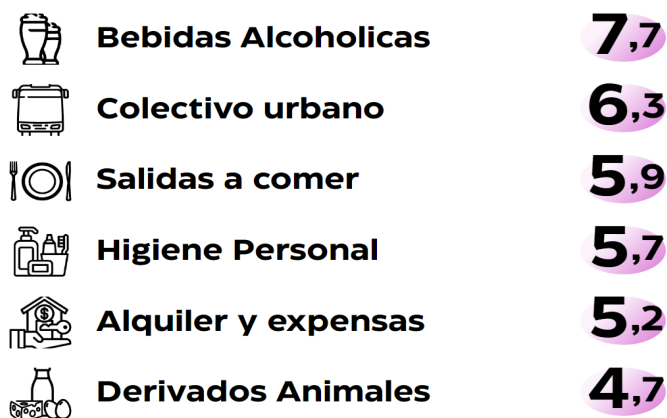 Bebidas Alcoholicas 7,7
Colectivo urbano 6,3
Salidas a comer 5,9
Higiene Personal 5,7
Alquiler y expensas 5,2
Derivados Animales 4,7